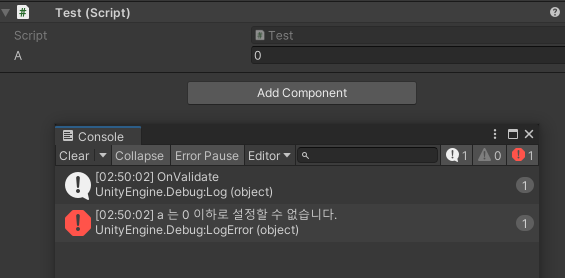 Test (Script)
Script Test
A 0
Add Component
Console
Clear Collapse Error Pause Editor 1 0 1
[02:50:02] OnValidate
UnityEngine.Debug:Log (object)
1
[02:50:02] a 는 0 이하로 설정할 수 없습니다.
UnityEngine.Debug:LogError (object)
1